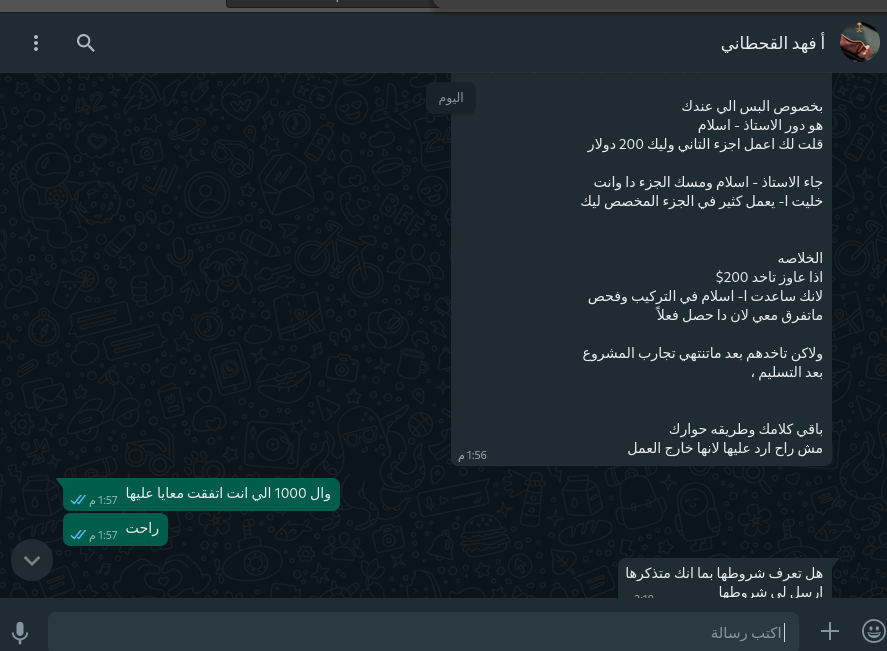 أ فهد القحطاني
اليوم
بخصوص البس الي عندك
هو دور الاستاذ - اسلام
قلت لك اعمل اجزء التاني وليك 200 دولار
جاء الاستاذ - اسلام ومسك الجزء دا وانت
خليت ا- يعمل كثير في الجزء المخصص ليك
الخلاصه
اذا عاوز تاخد 200$
لانك ساعدت ا- اسلام في التركيب وفحص
ماتفرق معي لان دا حصل فعلاً
ولاكن تاخدهم بعد ماتنتهي تجارب المشروع
بعد التسليم ،
باقي كلامك وطريقه حوارك
مش راح ارد عليها لانها خارج العمل
1:56 م
وال 1000 الي انت اتفقت معايا عليها
1:57 م
راحت
1:57 م
هل تعرف شروطها بما انك متذكرها
ارسل لي شروطها
اكتب رسالة